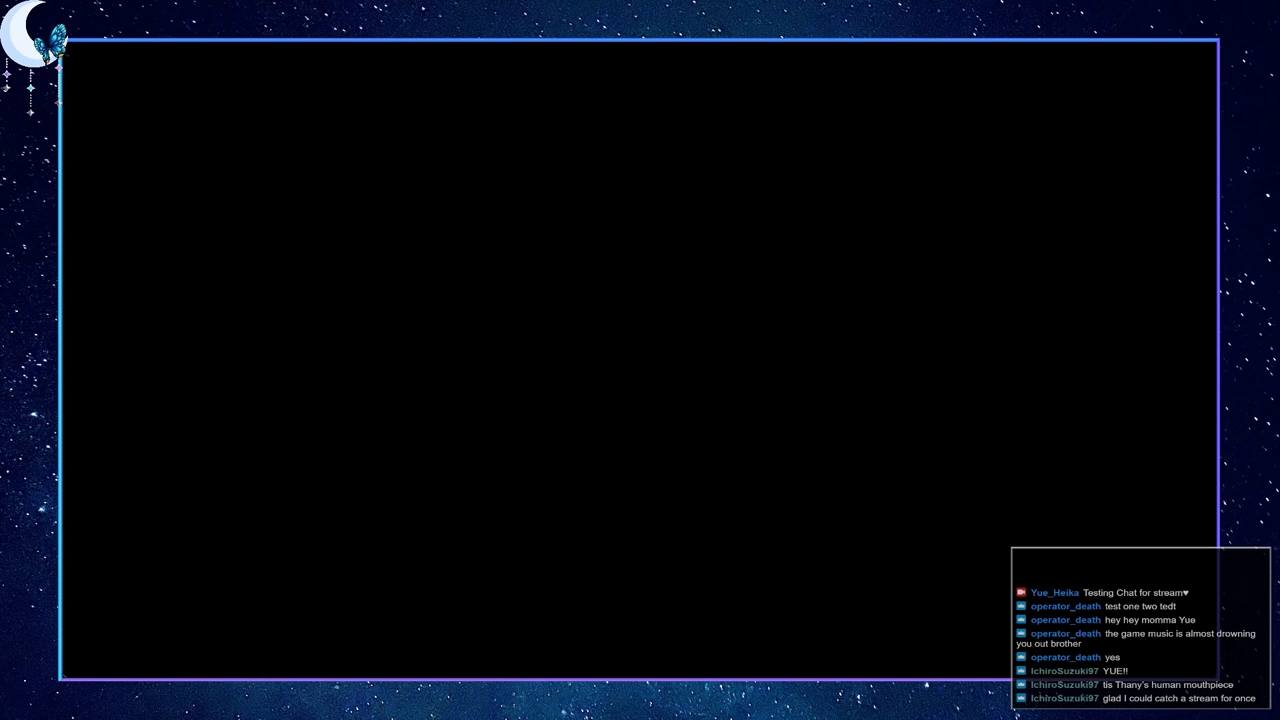 Yue_Heika Testing Chat for stream♥
operator_death test one two tedt
operator_death hey hey momma Yue
operator_death the game music is almost drowning
you out brother
operator_death yes
IchiroSuzuki97 YUE!!
IchiroSuzuki97 tis Thany's human mouthpiece
IchiroSuzuki97 glad I could catch a stream for once